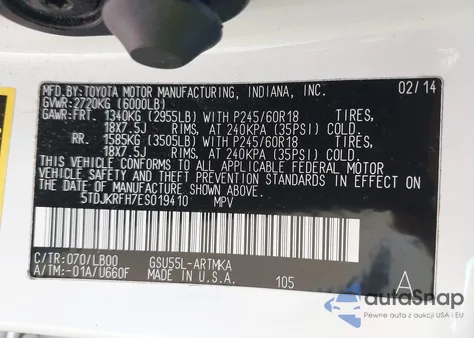 MFD.BY:TOYOTA MOTOR MANUFACTURING, INDIANA, INC. 02/14
GVWR: 2720KG (6000LB)
GAWR:FRT. 1340KG (2955LB) WITH P245/60R18 TIRES,
18X7.5J RIMS, AT 240KPA (35PSI) COLD.
RR. 1585KG (3505LB) WITH P245/60R18 TIRES,
18X7.5J RIMS, AT 240KPA (35PSI) COLD.
THIS VEHICLE CONFORMS TO ALL APPLICABLE FEDERAL MOTOR
VEHICLE SAFETY AND THEFT PREVENTION STANDARDS IN EFFECT
ON THE DATE OF MANUFACTURE SHOWN ABOVE.
5TDJKRFH7ES019410 MPV
C/TR:070/LB00 GSU55L-ARTMKA
A/TM:-01A/U660F MADE IN U.S.A. 105 A
autoSnap
Pewne auta z aukcji USA i EU